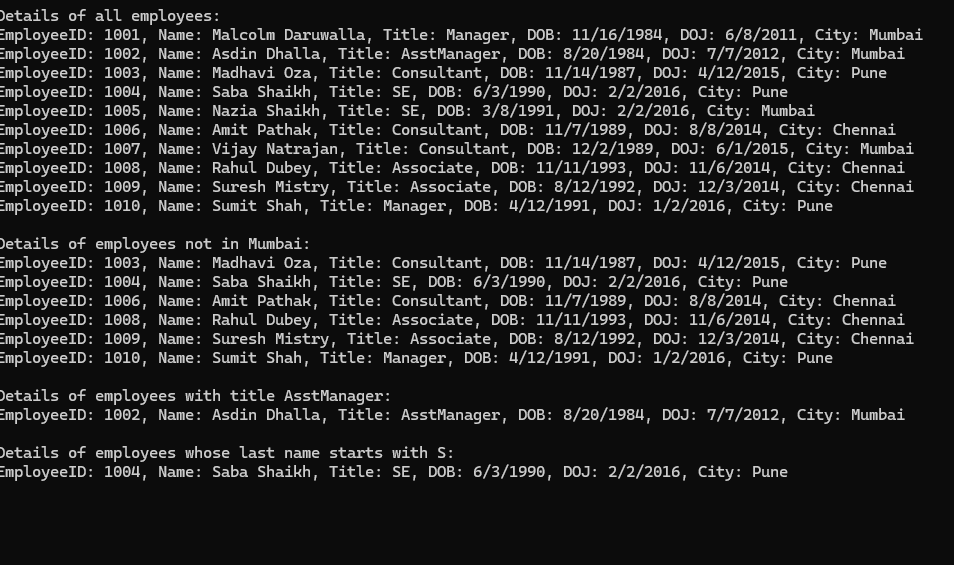 Details of all employees:
EmployeeID: 1001, Name: Malcolm Daruwalla, Title: Manager, DOB: 11/16/1984, DOJ: 6/8/2011, City: Mumbai
EmployeeID: 1002, Name: Asdin Dhalla, Title: AsstManager, DOB: 8/20/1984, DOJ: 7/7/2012, City: Mumbai
EmployeeID: 1003, Name: Madhavi Oza, Title: Consultant, DOB: 11/14/1987, DOJ: 4/12/2015, City: Pune
EmployeeID: 1004, Name: Saba Shaikh, Title: SE, DOB: 6/3/1990, DOJ: 2/2/2016, City: Pune
EmployeeID: 1005, Name: Nazia Shaikh, Title: SE, DOB: 3/8/1991, DOJ: 2/2/2016, City: Mumbai
EmployeeID: 1006, Name: Amit Pathak, Title: Consultant, DOB: 11/7/1989, DOJ: 8/8/2014, City: Chennai
EmployeeID: 1007, Name: Vijay Natrajan, Title: Consultant, DOB: 12/2/1989, DOJ: 6/1/2015, City: Mumbai
EmployeeID: 1008, Name: Rahul Dubey, Title: Associate, DOB: 11/11/1993, DOJ: 11/6/2014, City: Chennai
EmployeeID: 1009, Name: Suresh Mistry, Title: Associate, DOB: 8/12/1992, DOJ: 12/3/2014, City: Chennai
EmployeeID: 1010, Name: Sumit Shah, Title: Manager, DOB: 4/12/1991, DOJ: 1/2/2016, City: Pune
Details of employees not in Mumbai:
EmployeeID: 1003, Name: Madhavi Oza, Title: Consultant, DOB: 11/14/1987, DOJ: 4/12/2015, City: Pune
EmployeeID: 1004, Name: Saba Shaikh, Title: SE, DOB: 6/3/1990, DOJ: 2/2/2016, City: Pune
EmployeeID: 1006, Name: Amit Pathak, Title: Consultant, DOB: 11/7/1989, DOJ: 8/8/2014, City: Chennai
EmployeeID: 1008, Name: Rahul Dubey, Title: Associate, DOB: 11/11/1993, DOJ: 11/6/2014, City: Chennai
EmployeeID: 1009, Name: Suresh Mistry, Title: Associate, DOB: 8/12/1992, DOJ: 12/3/2014, City: Chennai
EmployeeID: 1010, Name: Sumit Shah, Title: Manager, DOB: 4/12/1991, DOJ: 1/2/2016, City: Pune
Details of employees with title AsstManager:
EmployeeID: 1002, Name: Asdin Dhalla, Title: AsstManager, DOB: 8/20/1984, DOJ: 7/7/2012, City: Mumbai
Details of employees whose last name starts with S:
EmployeeID: 1004, Name: Saba Shaikh, Title: SE, DOB: 6/3/1990, DOJ: 2/2/2016, City: Pune